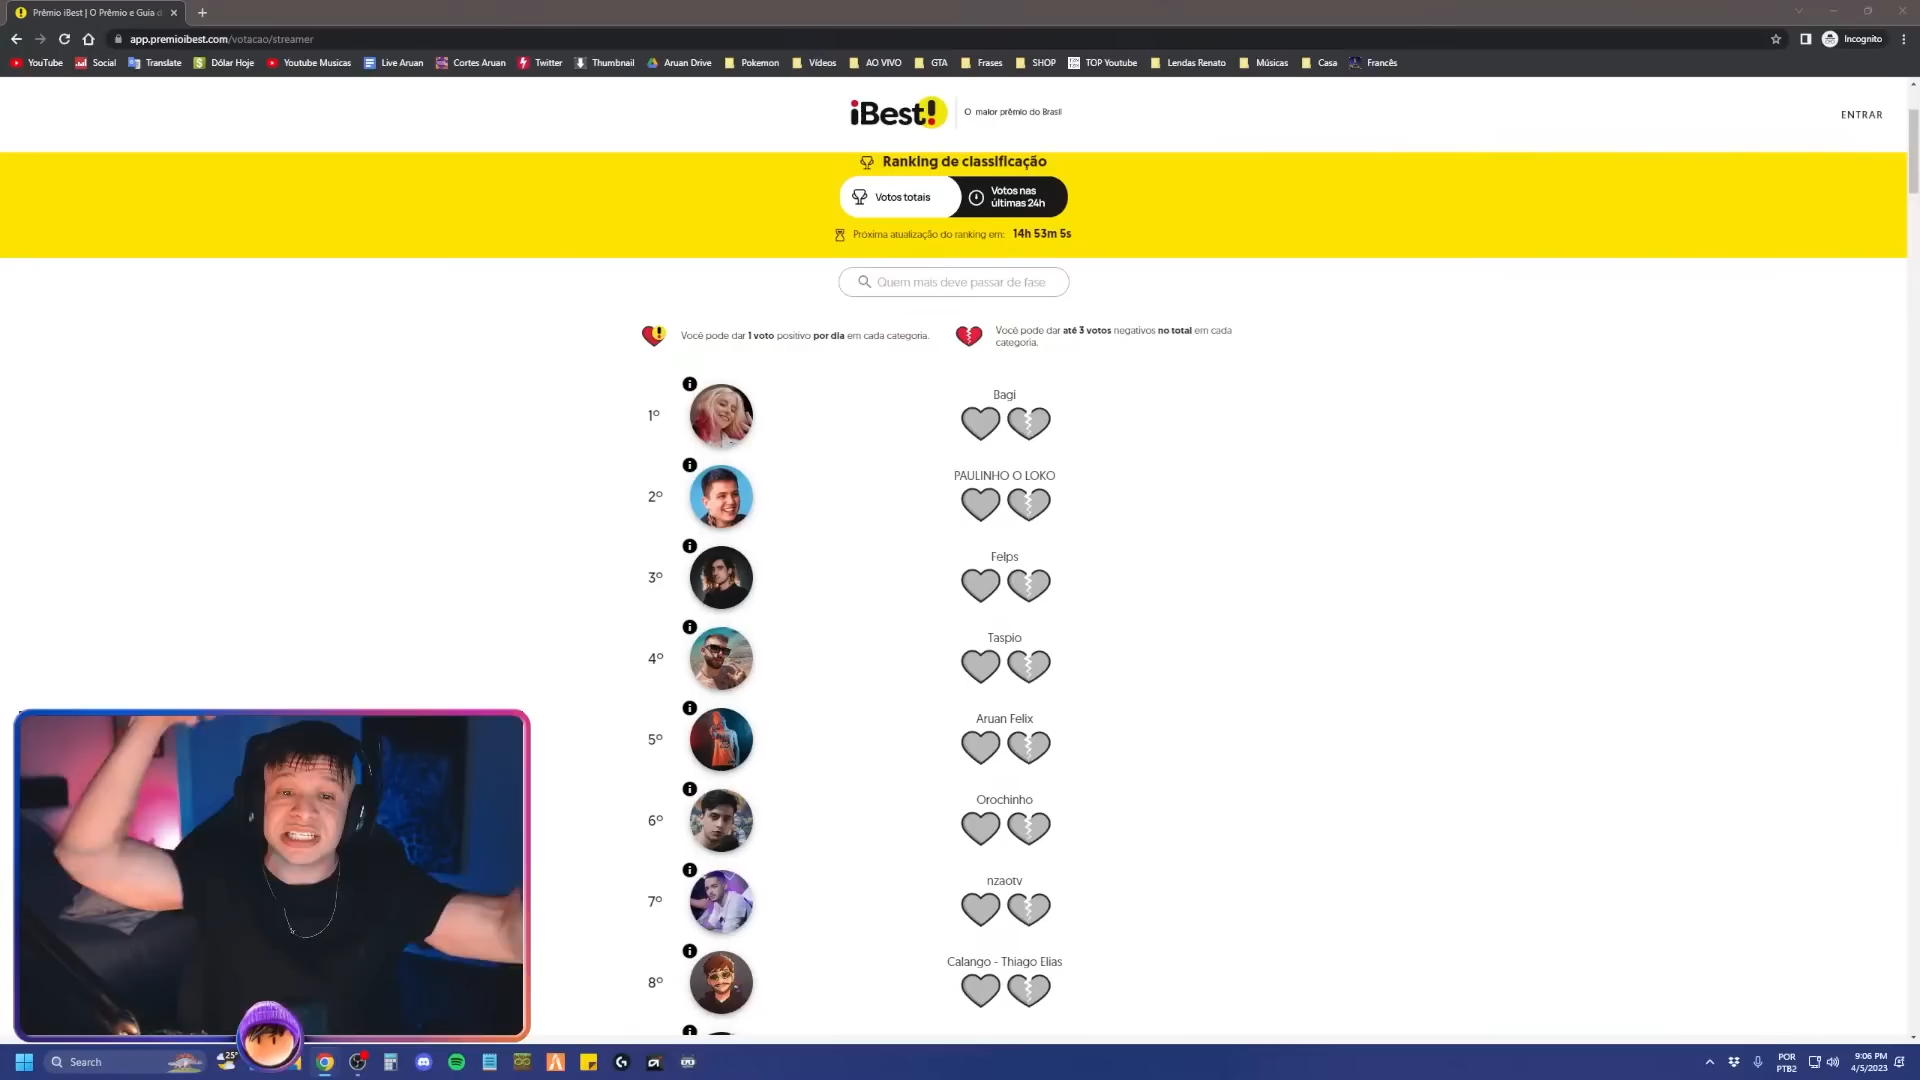 Prêmio iBest | O Prêmio e Guia d
app.premioibest.com/votacao/streamer
Incognito
YouTube
Social
Translate
Dólar Hoje
Youtube Musicas
Live Aruan
Cortes Aruan
Twitter
Thumbnail
Aruan Drive
Pokemon
Vídeos
AO VIVO
GTA
Frases
SHOP
TOP Youtube
Lendas Renato
Músicas
Casa
Francês
iBest!
O maior prêmio do Brasil
ENTRAR
Ranking de classificação
Votos totais
Votos nas
últimas 24h
Próxima atualização do ranking em: 14h 53m 5s
Quem mais deve passar de fase
Você pode dar 1 voto positivo por dia em cada categoria.
Você pode dar até 3 votos negativos no total em cada
categoria.
1º
Bagi
2º
PAULINHO O LOKO
3º
Felps
4º
Taspio
5º
Aruan Felix
6º
Orochinho
7º
nzaotv
8º
Calango - Thiago Elias
Search
25°
POR
PTB2
9:06 PM
4/5/2023